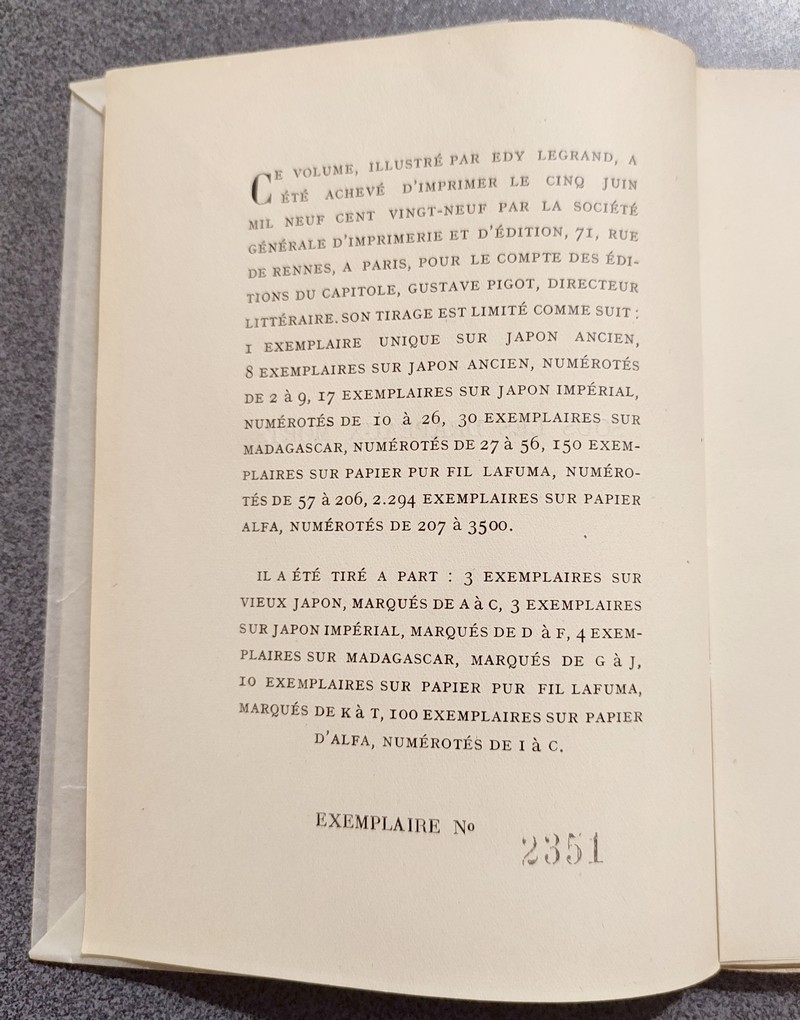 CE VOLUME, ILLUSTRÉ PAR EDY LEGRAND, A
ÉTÉ ACHEVÉ D'IMPRIMER LE CINQ JUIN
MIL NEUF CENT VINGT-NEUF PAR LA SOCIÉTÉ
GÉNÉRALE D'IMPRIMERIE ET D'ÉDITION, 71, RUE
DE RENNES, A PARIS, POUR LE COMPTE DES ÉDI-
TIONS DU CAPITOLE, GUSTAVE PIGOT, DIRECTEUR
LITTÉRAIRE. SON TIRAGE EST LIMITÉ COMME SUIT :
1 EXEMPLAIRE UNIQUE SUR JAPON ANCIEN,
8 EXEMPLAIRES SUR JAPON ANCIEN, NUMÉROTÉS
DE 2 à 9, 17 EXEMPLAIRES SUR JAPON IMPÉRIAL,
NUMÉROTÉS DE 10 à 26, 30 EXEMPLAIRES SUR
MADAGASCAR, NUMÉROTÉS DE 27 à 56, 150 EXEM-
PLAIRES SUR PAPIER PUR FIL LAFUMA, NUMÉRO-
TÉS DE 57 à 206, 2.294 EXEMPLAIRES SUR PAPIER
ALFA, NUMÉROTÉS DE 207 à 3500.
IL A ÉTÉ TIRÉ A PART : 3 EXEMPLAIRES SUR
VIEUX JAPON, MARQUÉS DE A à C, 3 EXEMPLAIRES
SUR JAPON IMPÉRIAL, MARQUÉS DE D à F, 4 EXEM-
PLAIRES SUR MADAGASCAR, MARQUÉS DE G à J,
10 EXEMPLAIRES SUR PAPIER PUR FIL LAFUMA,
MARQUÉS DE K à T, 100 EXEMPLAIRES SUR PAPIER
D'ALFA, NUMÉROTÉS DE I à C.
EXEMPLAIRE No
2351